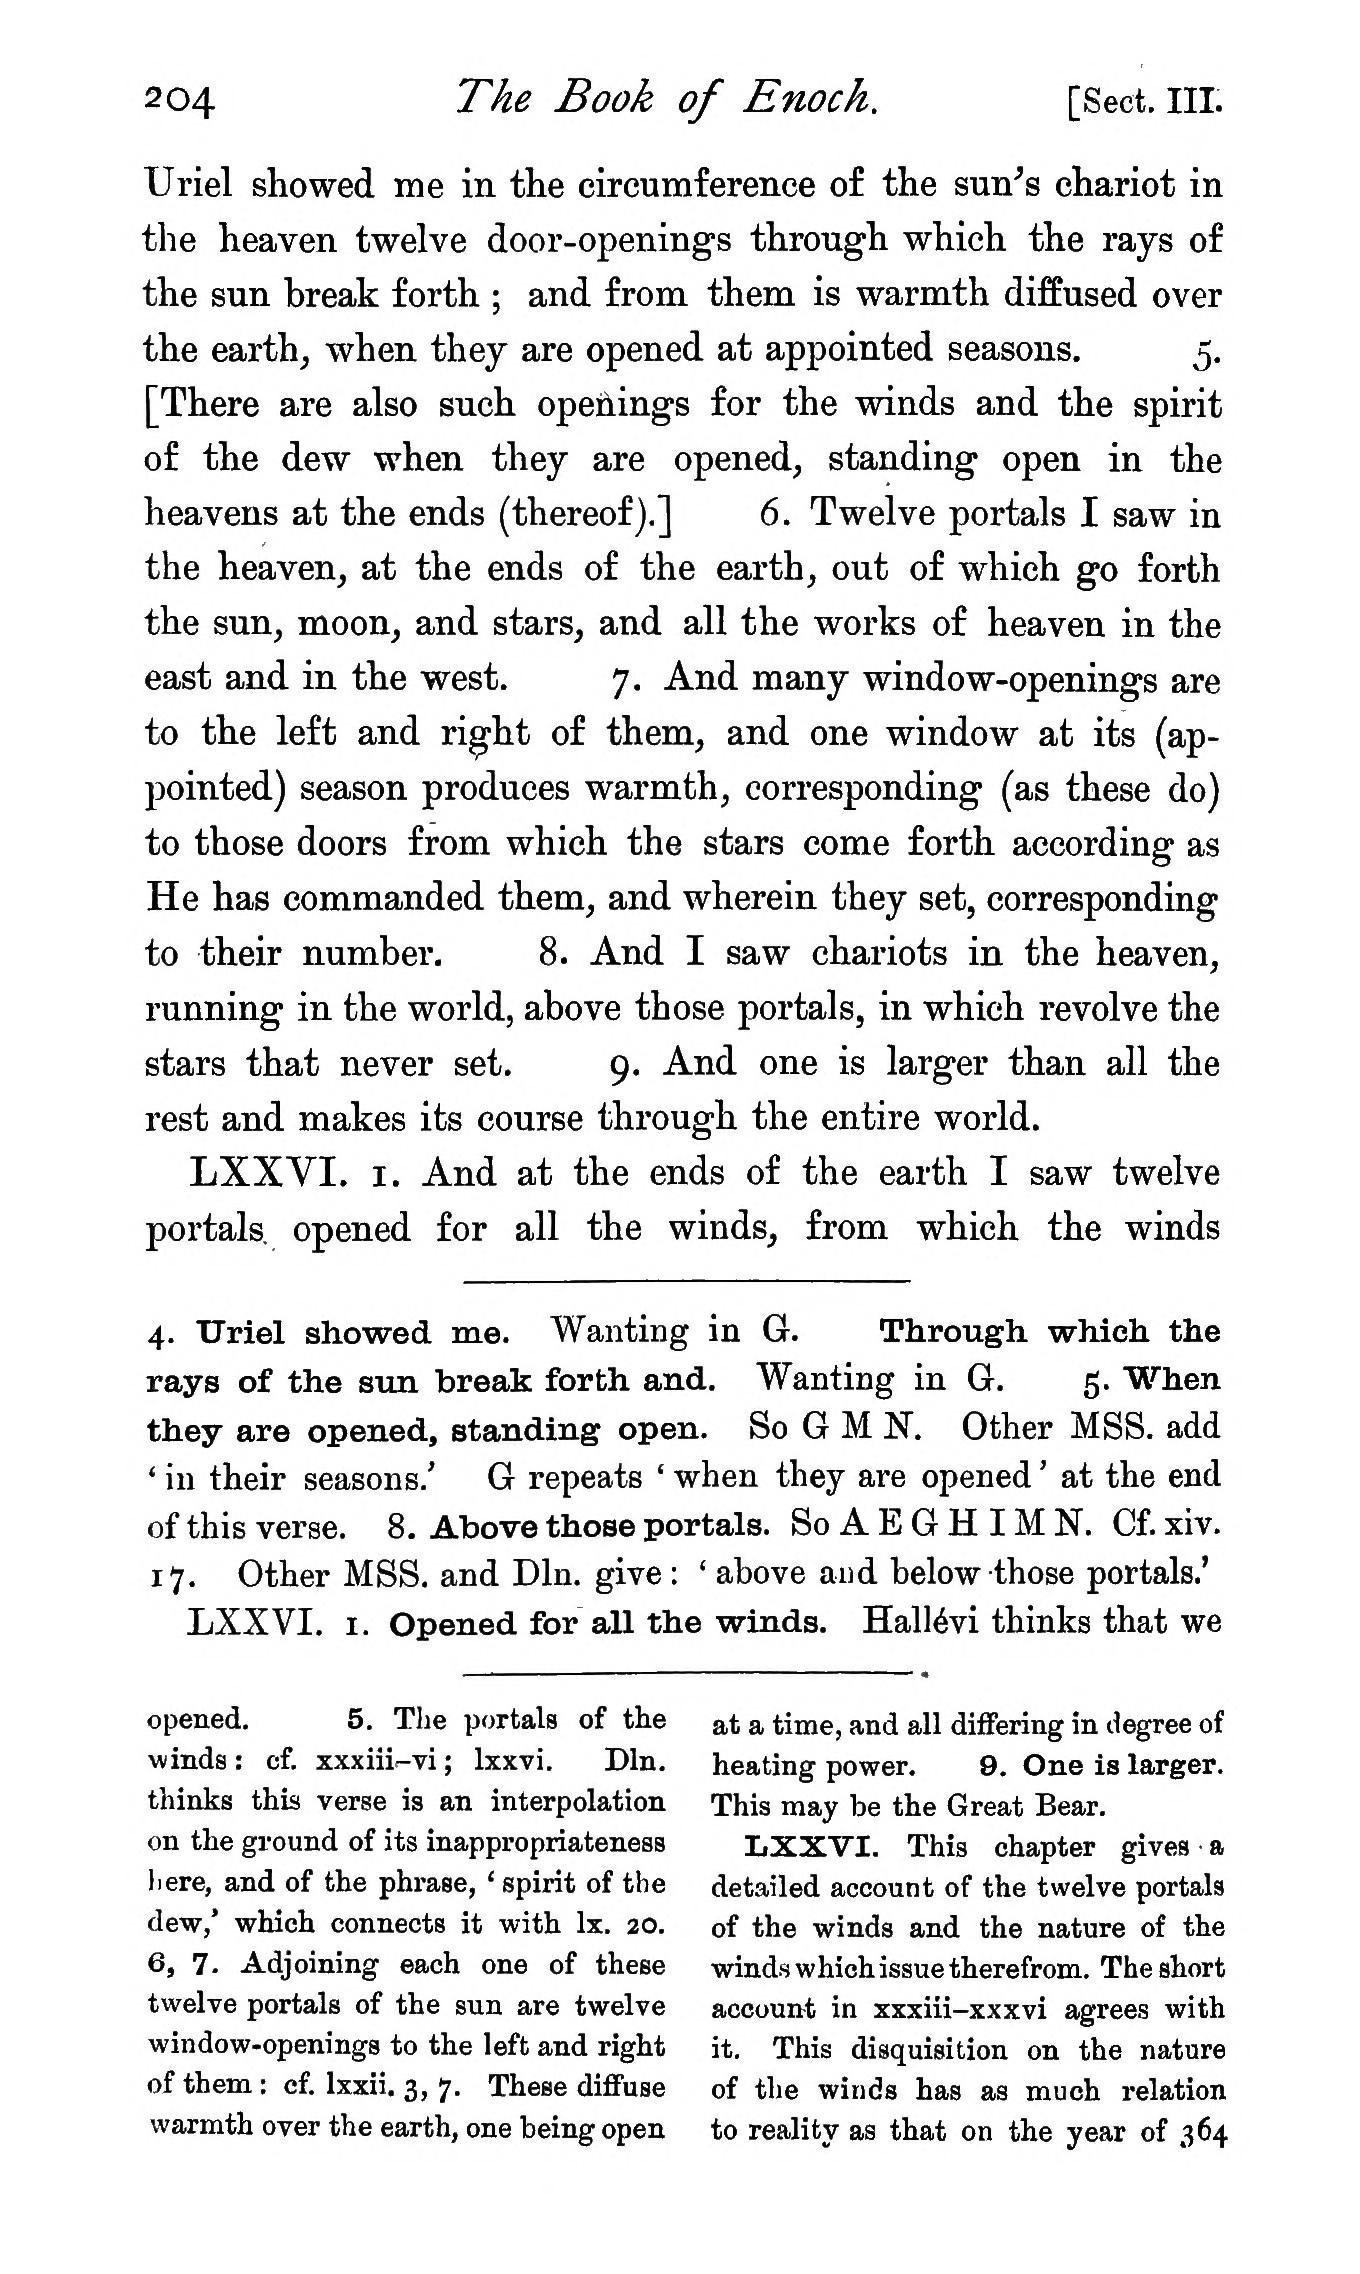 204 The Book of Enoch. [Sect. III.
Uriel showed me in the circumference of the sun's chariot in
the heaven twelve door-openings through which the rays of
the sun break forth ; and from them is warmth diffused over
the earth, when they are opened at appointed seasons. 5.
[There are also such openings for the winds and the spirit
of the dew when they are opened, standing open in the
heavens at the ends (thereof).] 6. Twelve portals I saw in
the heaven, at the ends of the earth, out of which go forth
the sun, moon, and stars, and all the works of heaven in the
east and in the west. 7. And many window-openings are
to the left and right of them, and one window at its (ap-
pointed) season produces warmth, corresponding (as these do)
to those doors from which the stars come forth according as
He has commanded them, and wherein they set, corresponding
to their number. 8. And I saw chariots in the heaven,
running in the world, above those portals, in which revolve the
stars that never set. 9. And one is larger than all the
rest and makes its course through the entire world.
LXXVI. 1. And at the ends of the earth I saw twelve
portals opened for all the winds, from which the winds
4. Uriel showed me. Wanting in G. Through which the
rays of the sun break forth and. Wanting in G. 5. When
they are opened, standing open. So G M N. Other MSS. add
‘in their seasons.’ G repeats ‘when they are opened’ at the end
of this verse. 8. Above those portals. So A E G H I M N. Cf. xiv.
17. Other MSS. and Dln. give : ‘above and below those portals.’
LXXVI. 1. Opened for all the winds. Hallévi thinks that we
opened. 5. The portals of the
winds : cf. xxxiii–vi ; lxxvi. Dln.
thinks this verse is an interpolation
on the ground of its inappropriateness
here, and of the phrase, ‘spirit of the
dew,’ which connects it with lx. 20.
6, 7. Adjoining each one of these
twelve portals of the sun are twelve
window-openings to the left and right
of them : cf. lxxii. 3, 7. These diffuse
warmth over the earth, one being open
at a time, and all differing in degree of
heating power. 9. One is larger.
This may be the Great Bear.
LXXVI. This chapter gives a
detailed account of the twelve portals
of the winds and the nature of the
winds which issue therefrom. The short
account in xxxiii–xxxvi agrees with
it. This disquisition on the nature
of the winds has as much relation
to reality as that on the year of 364